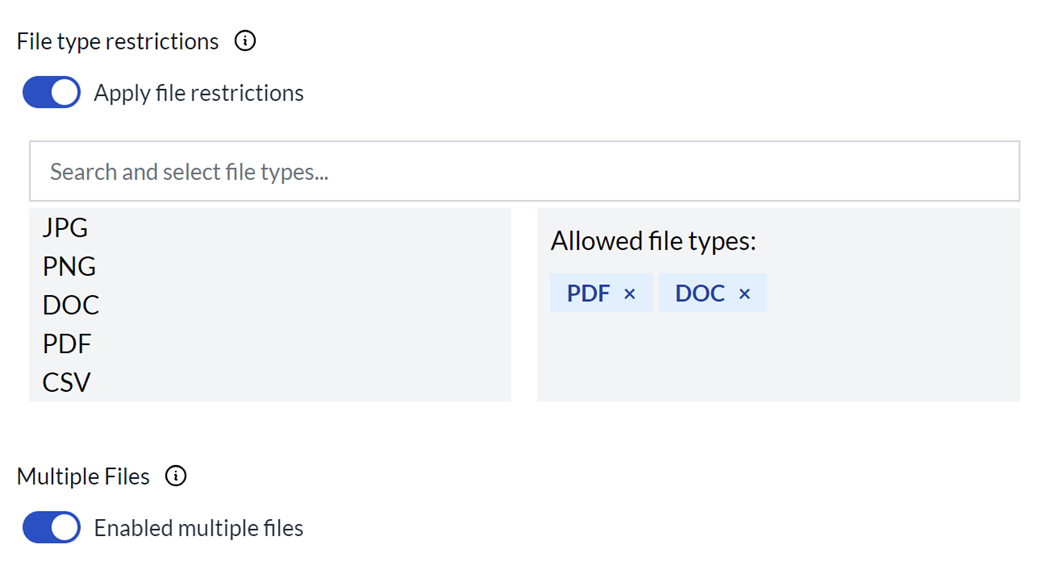 File type restrictions
Apply file restrictions
Search and select file types...
JPG
PNG
DOC
PDF
CSV
Allowed file types:
PDF × DOC ×
Multiple Files
Enabled multiple files